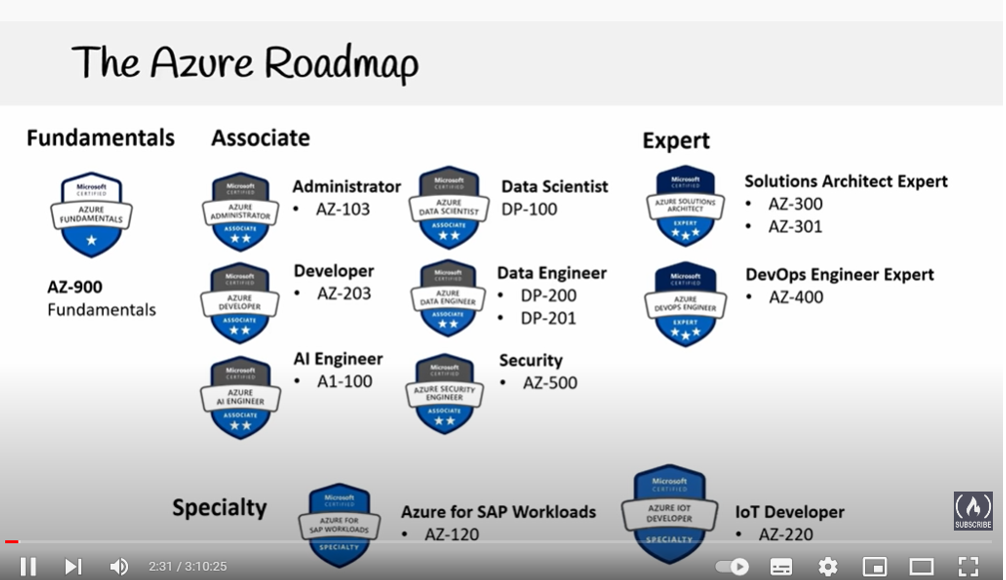 The Azure Roadmap
Fundamentals
Microsoft
CERTIFIED
AZURE
FUNDAMENTALS
AZ-900
Fundamentals
Associate
Microsoft
CERTIFIED
AZURE
ADMINISTRATOR
ASSOCIATE
Administrator
• AZ-103
Microsoft
CERTIFIED
AZURE
DEVELOPER
ASSOCIATE
Developer
• AZ-203
Microsoft
CERTIFIED
AZURE
AI ENGINEER
ASSOCIATE
AI Engineer
• A1-100
Microsoft
CERTIFIED
AZURE
DATA SCIENTIST
ASSOCIATE
Data Scientist
DP-100
Microsoft
CERTIFIED
AZURE
DATA ENGINEER
ASSOCIATE
Data Engineer
• DP-200
• DP-201
Microsoft
CERTIFIED
AZURE SECURITY
ENGINEER
ASSOCIATE
Security
• AZ-500
Expert
Microsoft
CERTIFIED
AZURE SOLUTIONS
ARCHITECT
EXPERT
Solutions Architect Expert
• AZ-300
• AZ-301
Microsoft
CERTIFIED
AZURE
DEVOPS ENGINEER
EXPERT
DevOps Engineer Expert
• AZ-400
Specialty
Microsoft
CERTIFIED
AZURE FOR
SAP WORKLOADS
SPECIALTY
Azure for SAP Workloads
• AZ-120
Microsoft
CERTIFIED
AZURE IOT
DEVELOPER
SPECIALTY
IoT Developer
• AZ-220
SUBSCRIBE
2:31 / 3:10:25